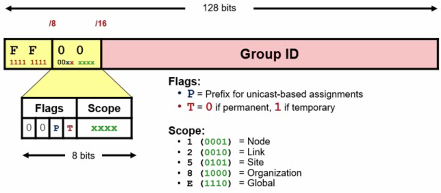 128 bits
/8 /16
F F 0 0 Group ID
1111 1111 00xx xxxx
Flags Scope
0 0 P T xxxx
8 bits
Flags:
• P = Prefix for unicast-based assignments
• T = 0 if permanent, 1 if temporary
Scope:
• 1 (0001) = Node
• 2 (0010) = Link
• 5 (0101) = Site
• 8 (1000) = Organization
• E (1110) = Global